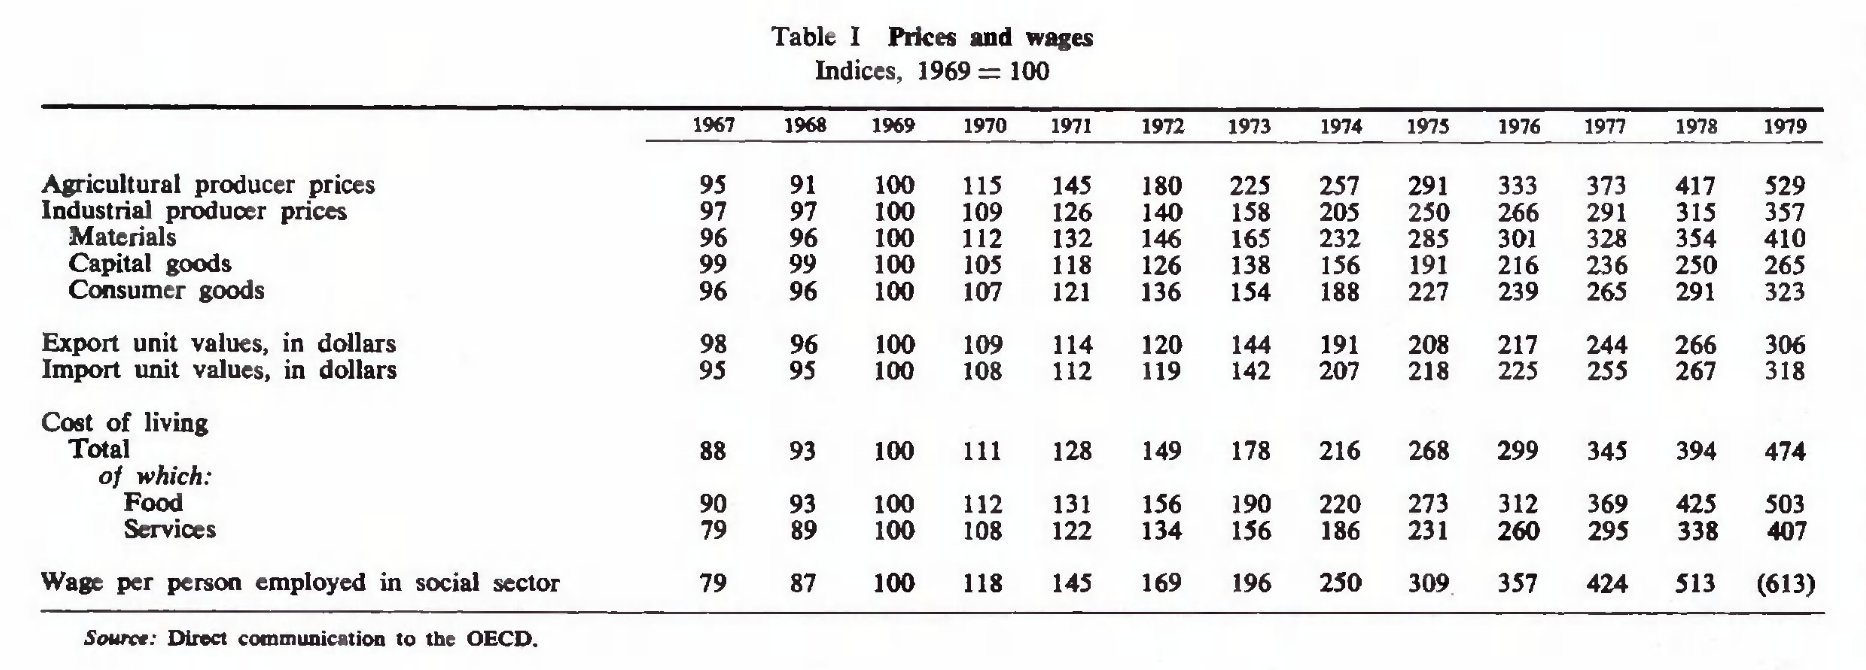 Table I Prices and wages
Indices, 1969 = 100
1967 1968 1969 1970 1971 1972 1973 1974 1975 1976 1977 1978 1979
Agricultural producer prices 95 91 100 115 145 180 225 257 291 333 373 417 529
Industrial producer prices 97 97 100 109 126 140 158 205 250 266 291 315 357
Materials 96 96 100 112 132 146 165 232 285 301 328 354 410
Capital goods 99 99 100 105 118 126 138 156 191 216 236 250 265
Consumer goods 96 96 100 107 121 136 154 188 227 239 265 291 323
Export unit values, in dollars 98 96 100 109 114 120 144 191 208 217 244 266 306
Import unit values, in dollars 95 95 100 108 112 119 142 207 218 225 255 267 318
Cost of living
Total 88 93 100 111 128 149 178 216 268 299 345 394 474
of which:
Food 90 93 100 112 131 156 190 220 273 312 369 425 503
Services 79 89 100 108 122 134 156 186 231 260 295 338 407
Wage per person employed in social sector 79 87 100 118 145 169 196 250 309 357 424 513 (613)
Source: Direct communication to the OECD.